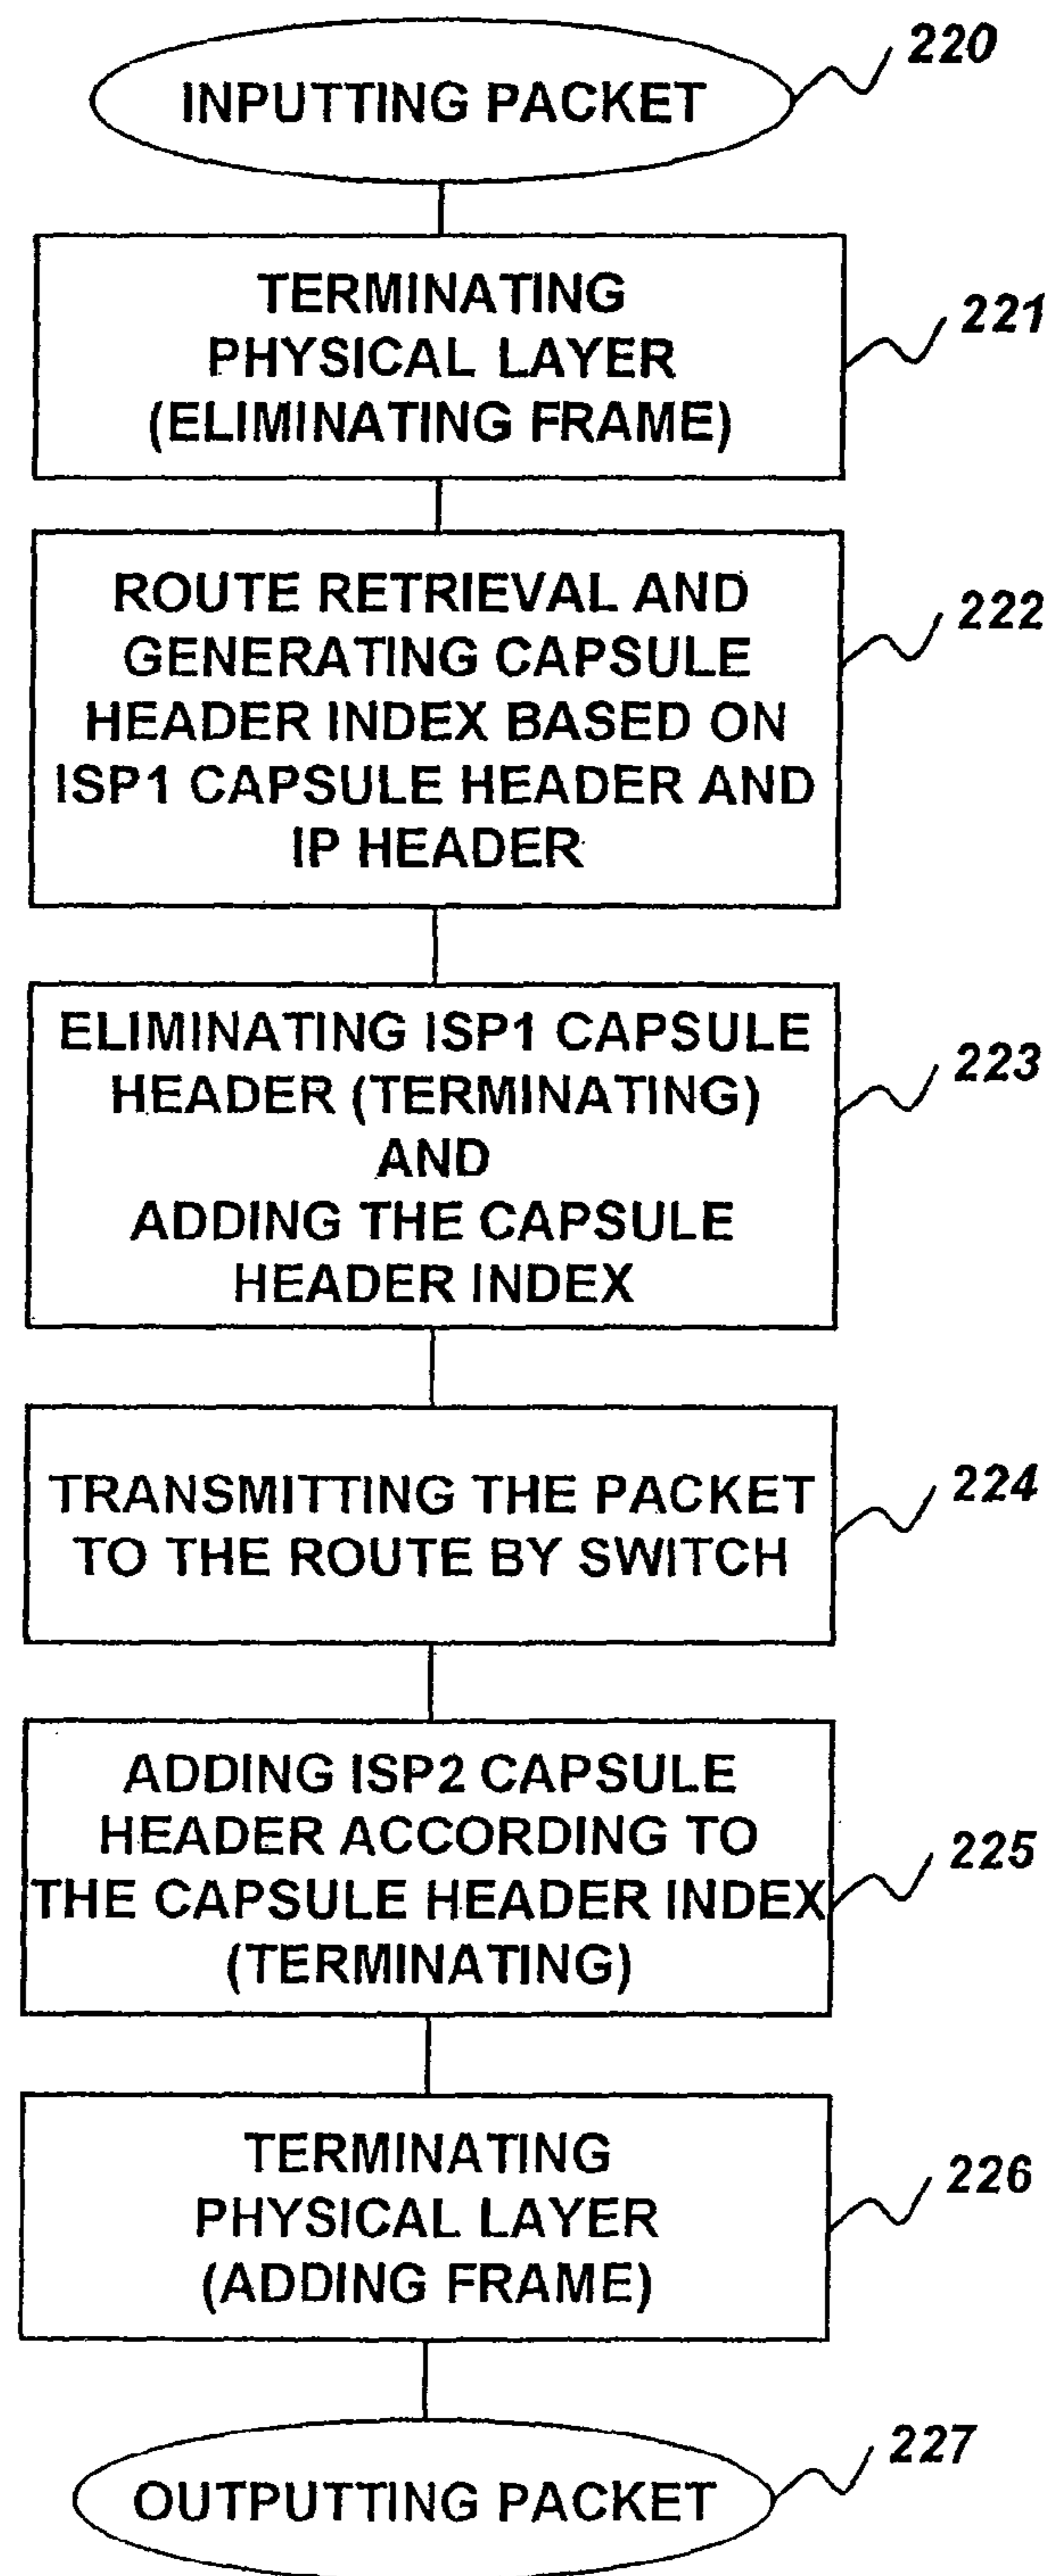 INPUTTING PACKET
220
TERMINATING
PHYSICAL LAYER
(ELIMINATING FRAME)
221
ROUTE RETRIEVAL AND
GENERATING CAPSULE
HEADER INDEX BASED ON
ISP1 CAPSULE HEADER AND
IP HEADER
222
ELIMINATING ISP1 CAPSULE
HEADER (TERMINATING)
AND
ADDING THE CAPSULE
HEADER INDEX
223
TRANSMITTING THE PACKET
TO THE ROUTE BY SWITCH
224
ADDING ISP2 CAPSULE
HEADER ACCORDING TO
THE CAPSULE HEADER INDEX
(TERMINATING)
225
TERMINATING
PHYSICAL LAYER
(ADDING FRAME)
226
OUTPUTTING PACKET
227